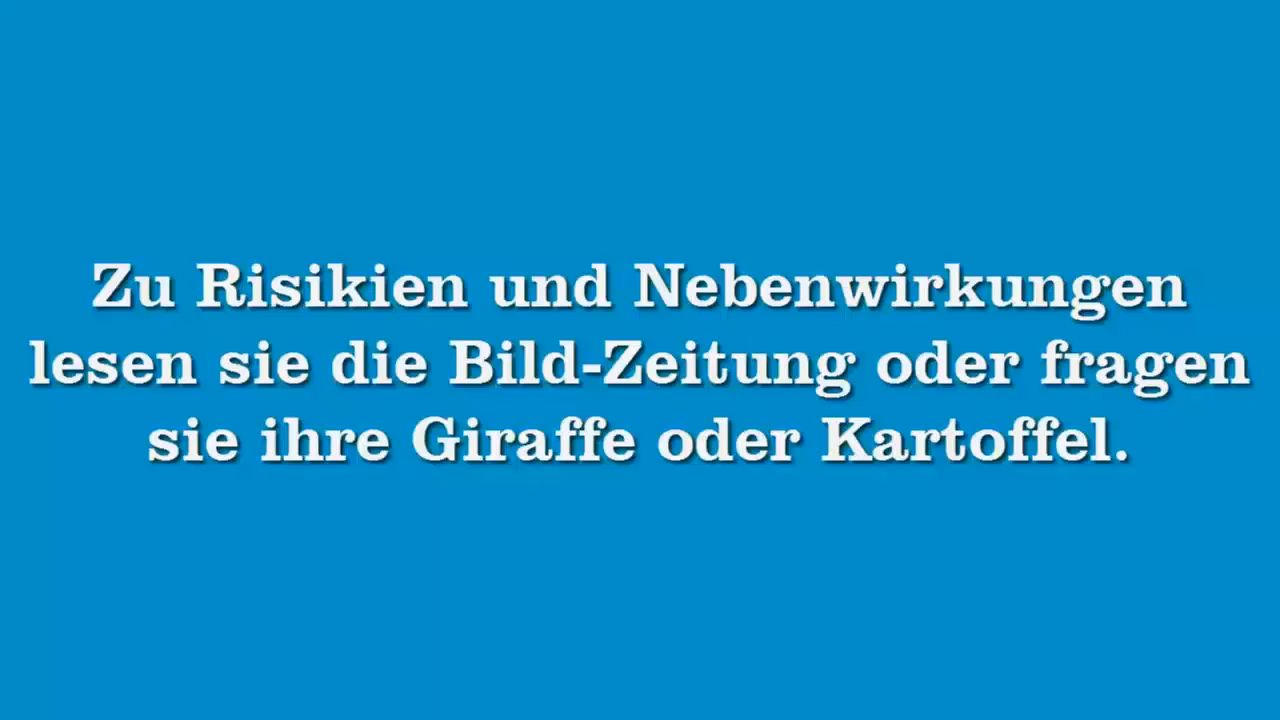 Zu Risikien und Nebenwirkungen
lesen sie die Bild-Zeitung oder fragen
sie ihre Giraffe oder Kartoffel.